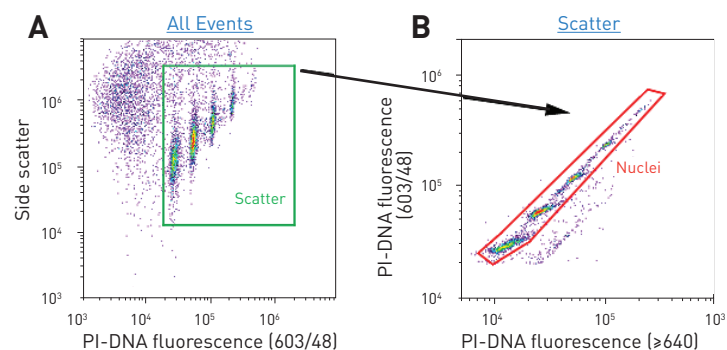 A
All Events
Side scatter
10⁶
10⁵
10⁴
10³
Scatter
10³ 10⁴ 10⁵ 10⁶
PI-DNA fluorescence (603/48)
B
Scatter
PI-DNA fluorescence
(603/48)
10⁶
10⁵
10⁴
Nuclei
10⁴ 10⁵
PI-DNA fluorescence (≥640)